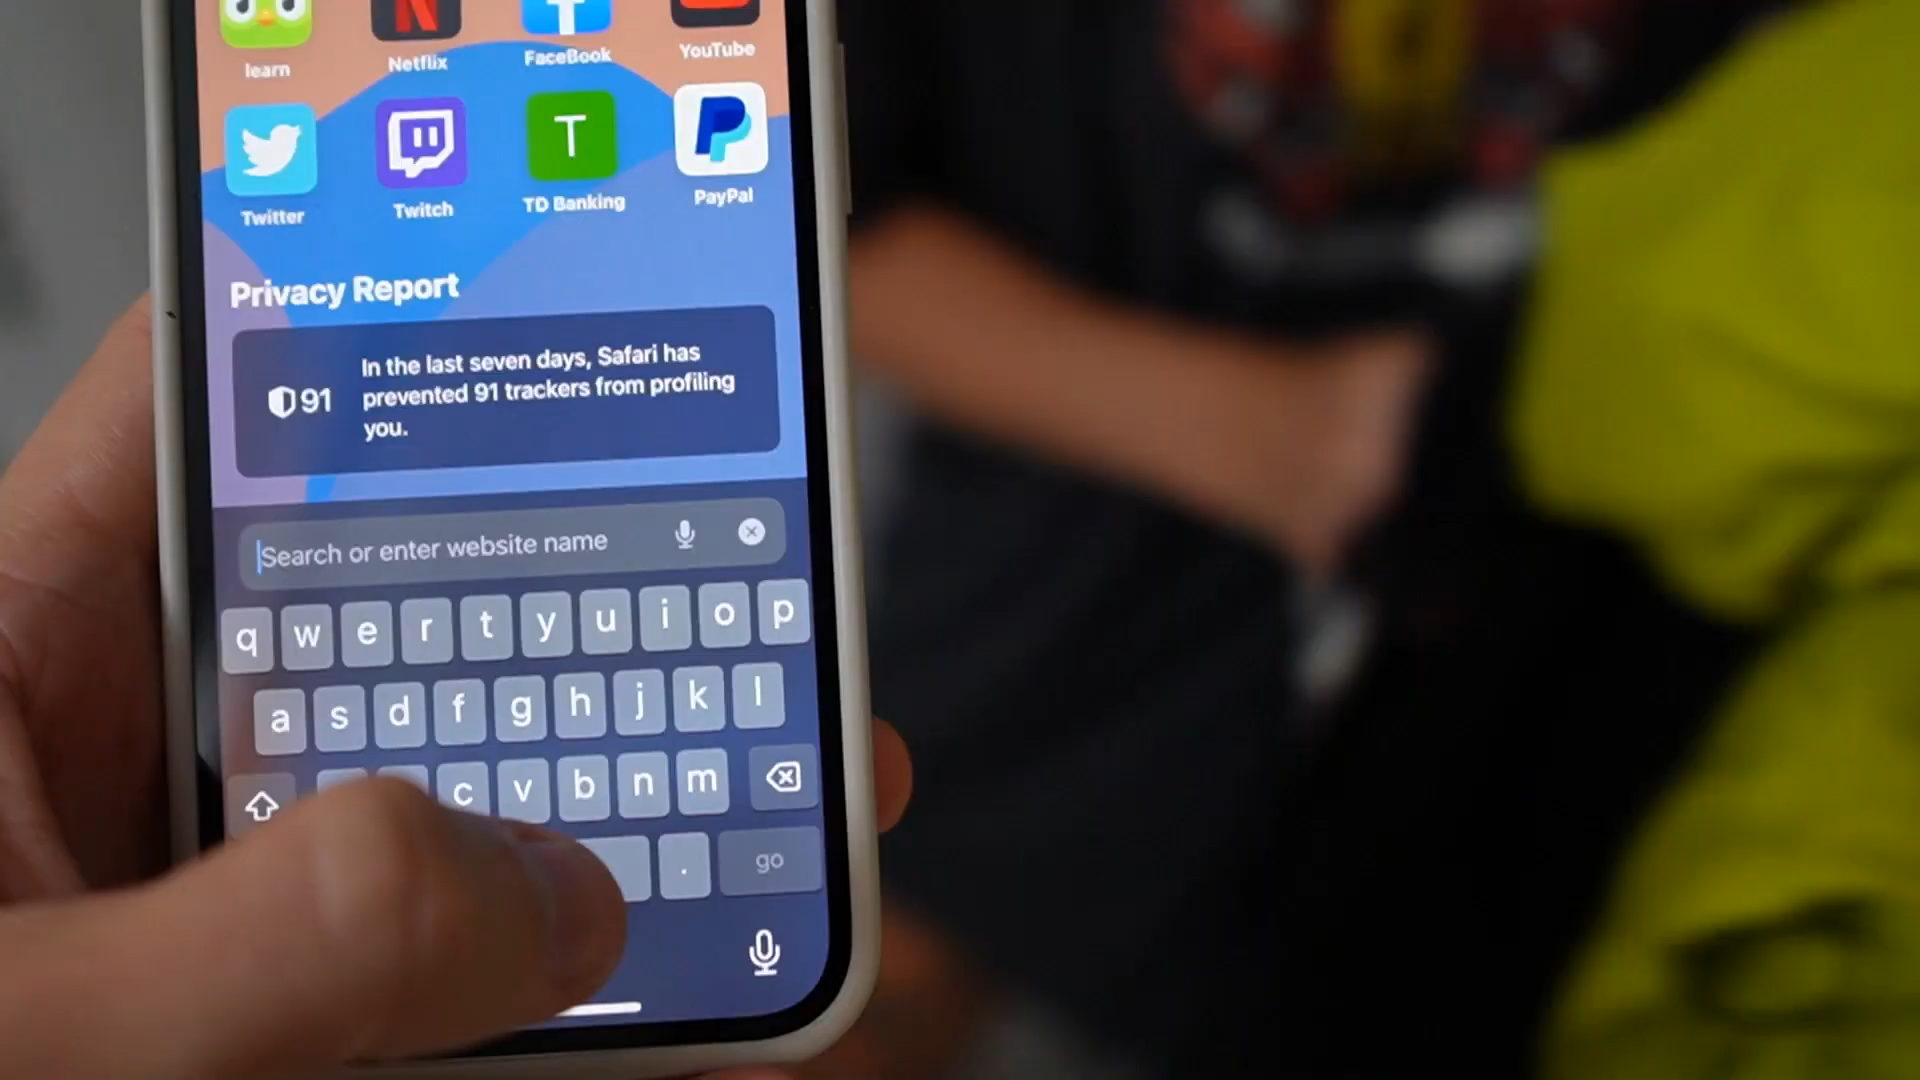 learn Netflix FaceBook YouTube
Twitter Twitch T TD Banking PayPal
Privacy Report
91
In the last seven days, Safari has
prevented 91 trackers from profiling
you.
Search or enter website name
q w e r t y u i o p
a s d f g h j k l
c v b n m
. go